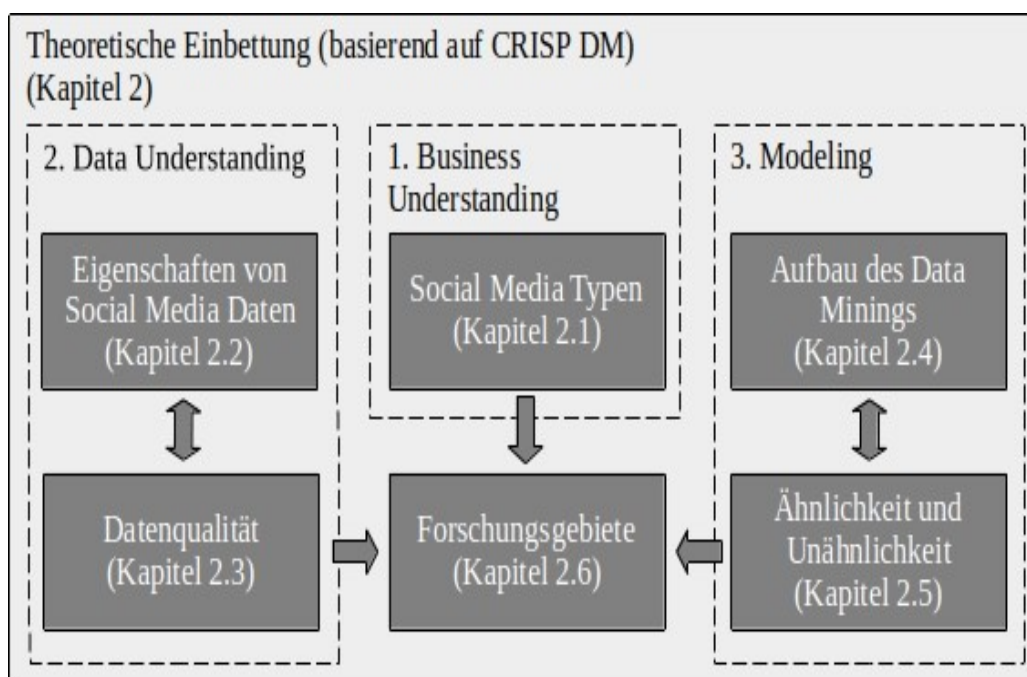 Theoretische Einbettung (basierend auf CRISP DM)
(Kapitel 2)
2. Data Understanding
Eigenschaften von
Social Media Daten
(Kapitel 2.2)
Datenqualität
(Kapitel 2.3)
1. Business
Understanding
Social Media Typen
(Kapitel 2.1)
Forschungsgebiete
(Kapitel 2.6)
3. Modeling
Aufbau des Data
Minings
(Kapitel 2.4)
Ähnlichkeit und
Unähnlichkeit
(Kapitel 2.5)